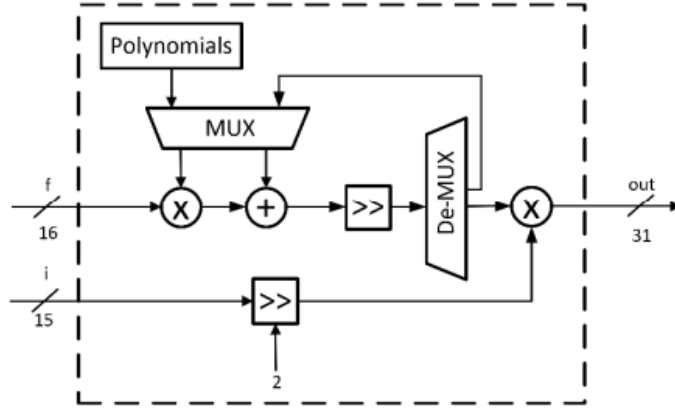 Polynomials
MUX
f
16
X
+
>>
De-MUX
X
out
31
i
15
>>
2